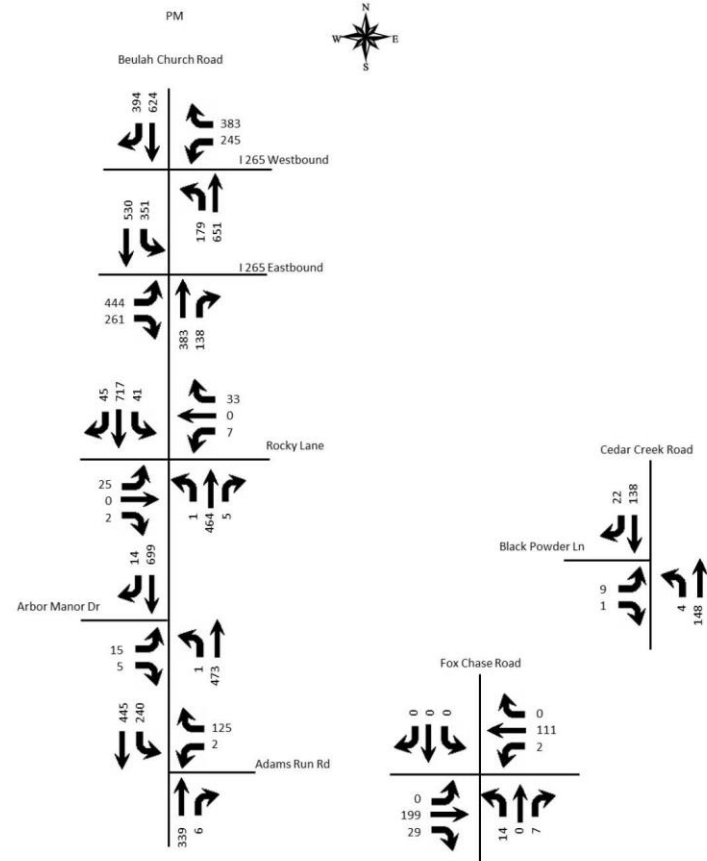 PM
N
W E
S
Beulah Church Road
394 624
383
245
I 265 Westbound
179 651
530 351
I 265 Eastbound
444
261
383 138
45 717 41
33
0
7
Rocky Lane
25
0
2
1 464 5
14 699
Arbor Manor Dr
15
5
1 473
445 240
125
2
Adams Run Rd
339 6
Cedar Creek Road
22 138
Black Powder Ln
9
1
4 148
Fox Chase Road
0 0 0
0
111
2
0
199
29
14 0 7